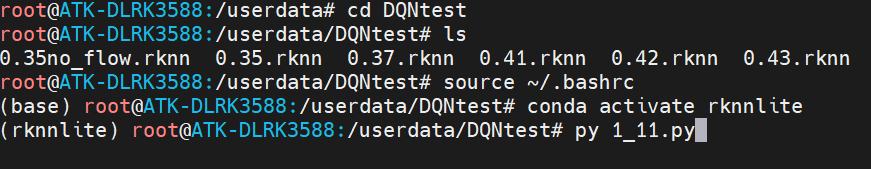 root@ATK-DLRK3588:/userdata# cd DQNtest
root@ATK-DLRK3588:/userdata/DQNtest# ls
0.35no_flow.rknn  0.35.rknn  0.37.rknn  0.41.rknn  0.42.rknn  0.43.rknn
root@ATK-DLRK3588:/userdata/DQNtest# source ~/.bashrc
(base) root@ATK-DLRK3588:/userdata/DQNtest# conda activate rknnlite
(rknnlite) root@ATK-DLRK3588:/userdata/DQNtest# py 1_11.py